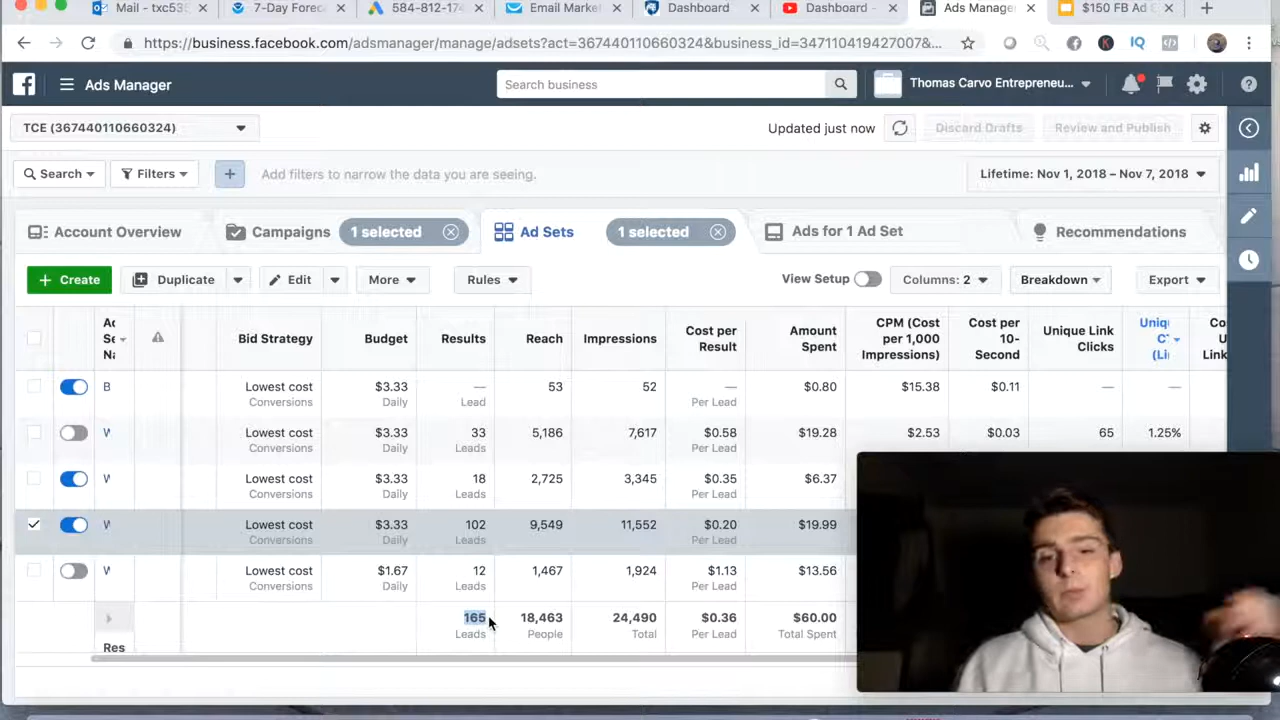 Mail - txc535
7-Day Foreca
584-812-174
Email Marke
Dashboard
Dashboard -
Ads Manage
$150 FB Ad C
https://business.facebook.com/adsmanager/manage/adsets?act=367440110660324&business_id=347110419427007&...
IQ
Ads Manager
Search business
Thomas Carvo Entrepreneu...
TCE (367440110660324)
Updated just now
Discard Drafts
Review and Publish
Search
Filters
Add filters to narrow the data you are seeing.
Lifetime: Nov 1, 2018 – Nov 7, 2018
Account Overview
Campaigns
1 selected
Ad Sets
1 selected
Ads for 1 Ad Set
Recommendations
+ Create
Duplicate
Edit
More
Rules
View Setup
Columns: 2
Breakdown
Export
Ac
Se
Na
Bid Strategy
Budget
Results
Reach
Impressions
Cost per
Result
Amount
Spent
CPM (Cost
per 1,000
Impressions)
Cost per
10-
Second
Unique Link
Clicks
Uniq
C
(Li
Co
U
Link
B Lowest cost $3.33 — 53 52 — $0.80 $15.38 $0.11 — —
Conversions Daily Lead Per Lead
W Lowest cost $3.33 33 5,186 7,617 $0.58 $19.28 $2.53 $0.03 65 1.25%
Conversions Daily Leads Per Lead
W Lowest cost $3.33 18 2,725 3,345 $0.35 $6.37
Conversions Daily Leads Per Lead
W Lowest cost $3.33 102 9,549 11,552 $0.20 $19.99
Conversions Daily Leads Per Lead
W Lowest cost $1.67 12 1,467 1,924 $1.13 $13.56
Conversions Daily Leads Per Lead
165 18,463 24,490 $0.36 $60.00
Leads People Total Per Lead Total Spent
Res